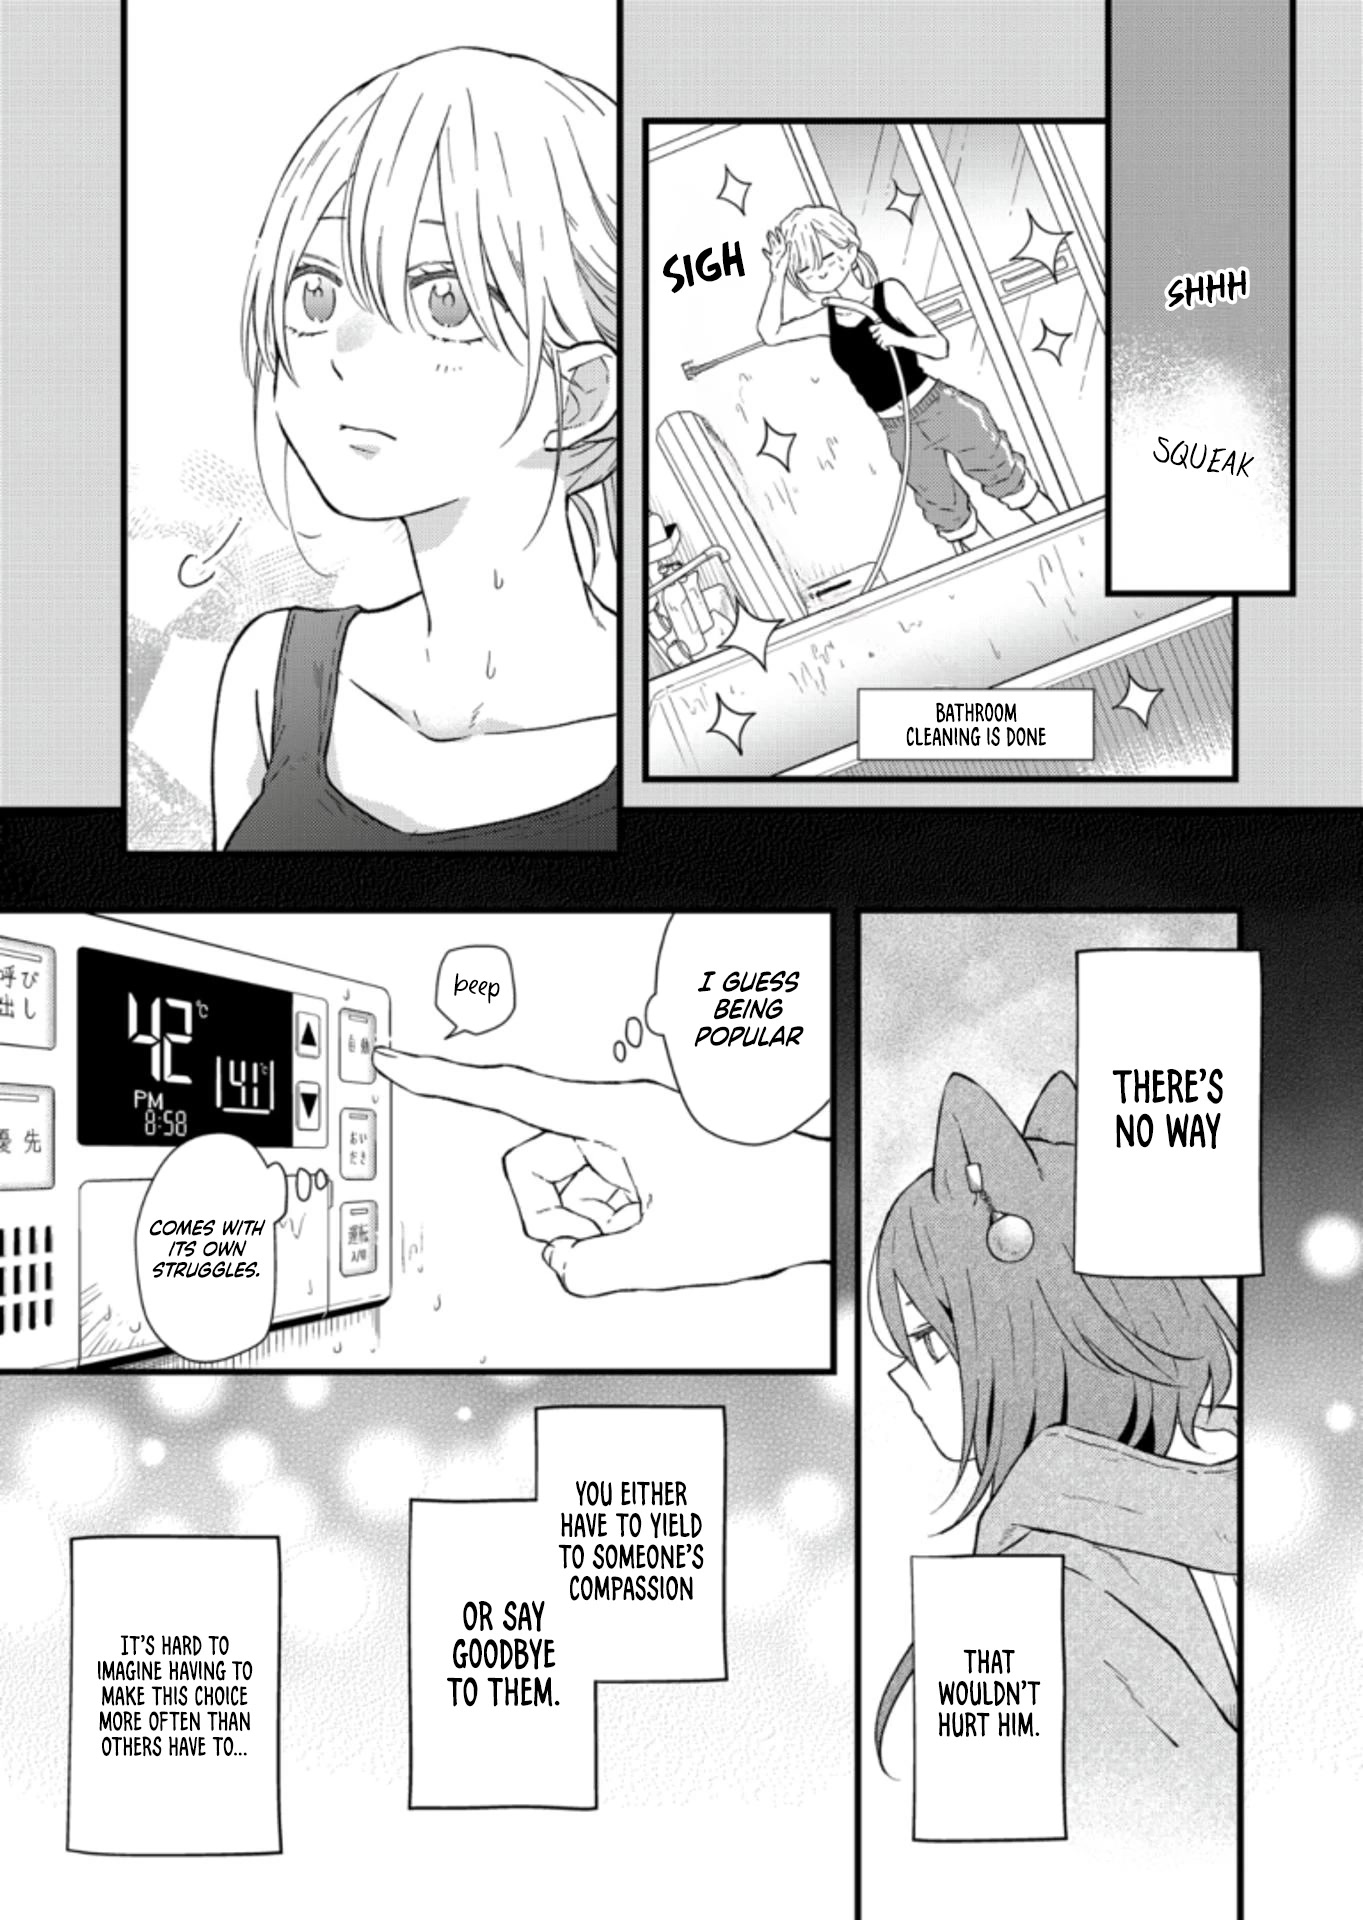 SHHH
SQUEAK
SIGH
BATHROOM
CLEANING IS DONE
THERE'S
NO WAY
THAT
WOULDN'T
HURT HIM.
I GUESS
BEING
POPULAR
beep
呼び
出し
優先
42℃
41℃
PM
8:58
▲
▼
自動
おい
だき
運転
入/切
COMES WITH
ITS OWN
STRUGGLES.
YOU EITHER
HAVE TO YIELD
TO SOMEONE'S
COMPASSION
OR SAY
GOODBYE
TO THEM.
IT'S HARD TO
IMAGINE HAVING TO
MAKE THIS CHOICE
MORE OFTEN THAN
OTHERS HAVE TO...